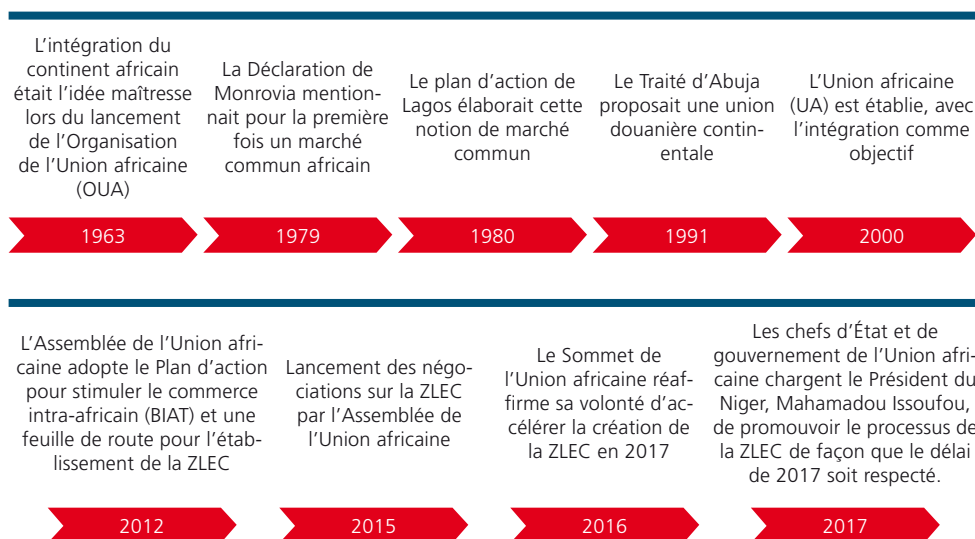 L’intégration du
continent africain
était l’idée maîtresse
lors du lancement
de l’Organisation
de l’Union africaine
(OUA)
La Déclaration de
Monrovia mention-
nait pour la première
fois un marché
commun africain
Le plan d’action de
Lagos élaborait cette
notion de marché
commun
Le Traité d’Abuja
proposait une union
douanière contin-
entale
L’Union africaine
(UA) est établie, avec
l’intégration comme
objectif
1963
1979
1980
1991
2000
L’Assemblée de l’Union afri-
caine adopte le Plan d’action
pour stimuler le commerce
intra-africain (BIAT) et une
feuille de route pour l’étab-
lissement de la ZLEC
Lancement des négo-
ciations sur la ZLEC
par l’Assemblée de
l’Union africaine
Le Sommet de
l’Union africaine réaf-
firme sa volonté d’ac-
célérer la création de
la ZLEC en 2017
Les chefs d’État et de
gouvernement de l’Union afri-
caine chargent le Président du
Niger, Mahamadou Issoufou,
de promouvoir le processus de
la ZLEC de façon que le délai
de 2017 soit respecté.
2012
2015
2016
2017